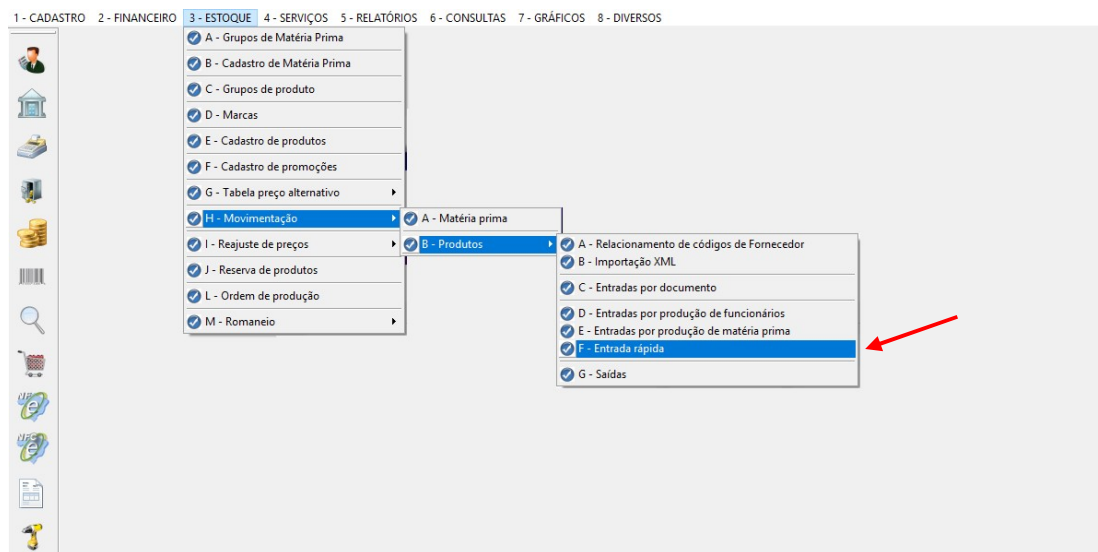 1 - CADASTRO 2 - FINANCEIRO 3 - ESTOQUE 4 - SERVIÇOS 5 - RELATÓRIOS 6 - CONSULTAS 7 - GRÁFICOS 8 - DIVERSOS
A - Grupos de Matéria Prima
B - Cadastro de Matéria Prima
C - Grupos de produto
D - Marcas
E - Cadastro de produtos
F - Cadastro de promoções
G - Tabela preço alternativo
H - Movimentação
I - Reajuste de preços
J - Reserva de produtos
L - Ordem de produção
M - Romaneio
A - Matéria prima
B - Produtos
A - Relacionamento de códigos de Fornecedor
B - Importação XML
C - Entradas por documento
D - Entradas por produção de funcionários
E - Entradas por produção de matéria prima
F - Entrada rápida
G - Saídas
NF-e
NFC-e